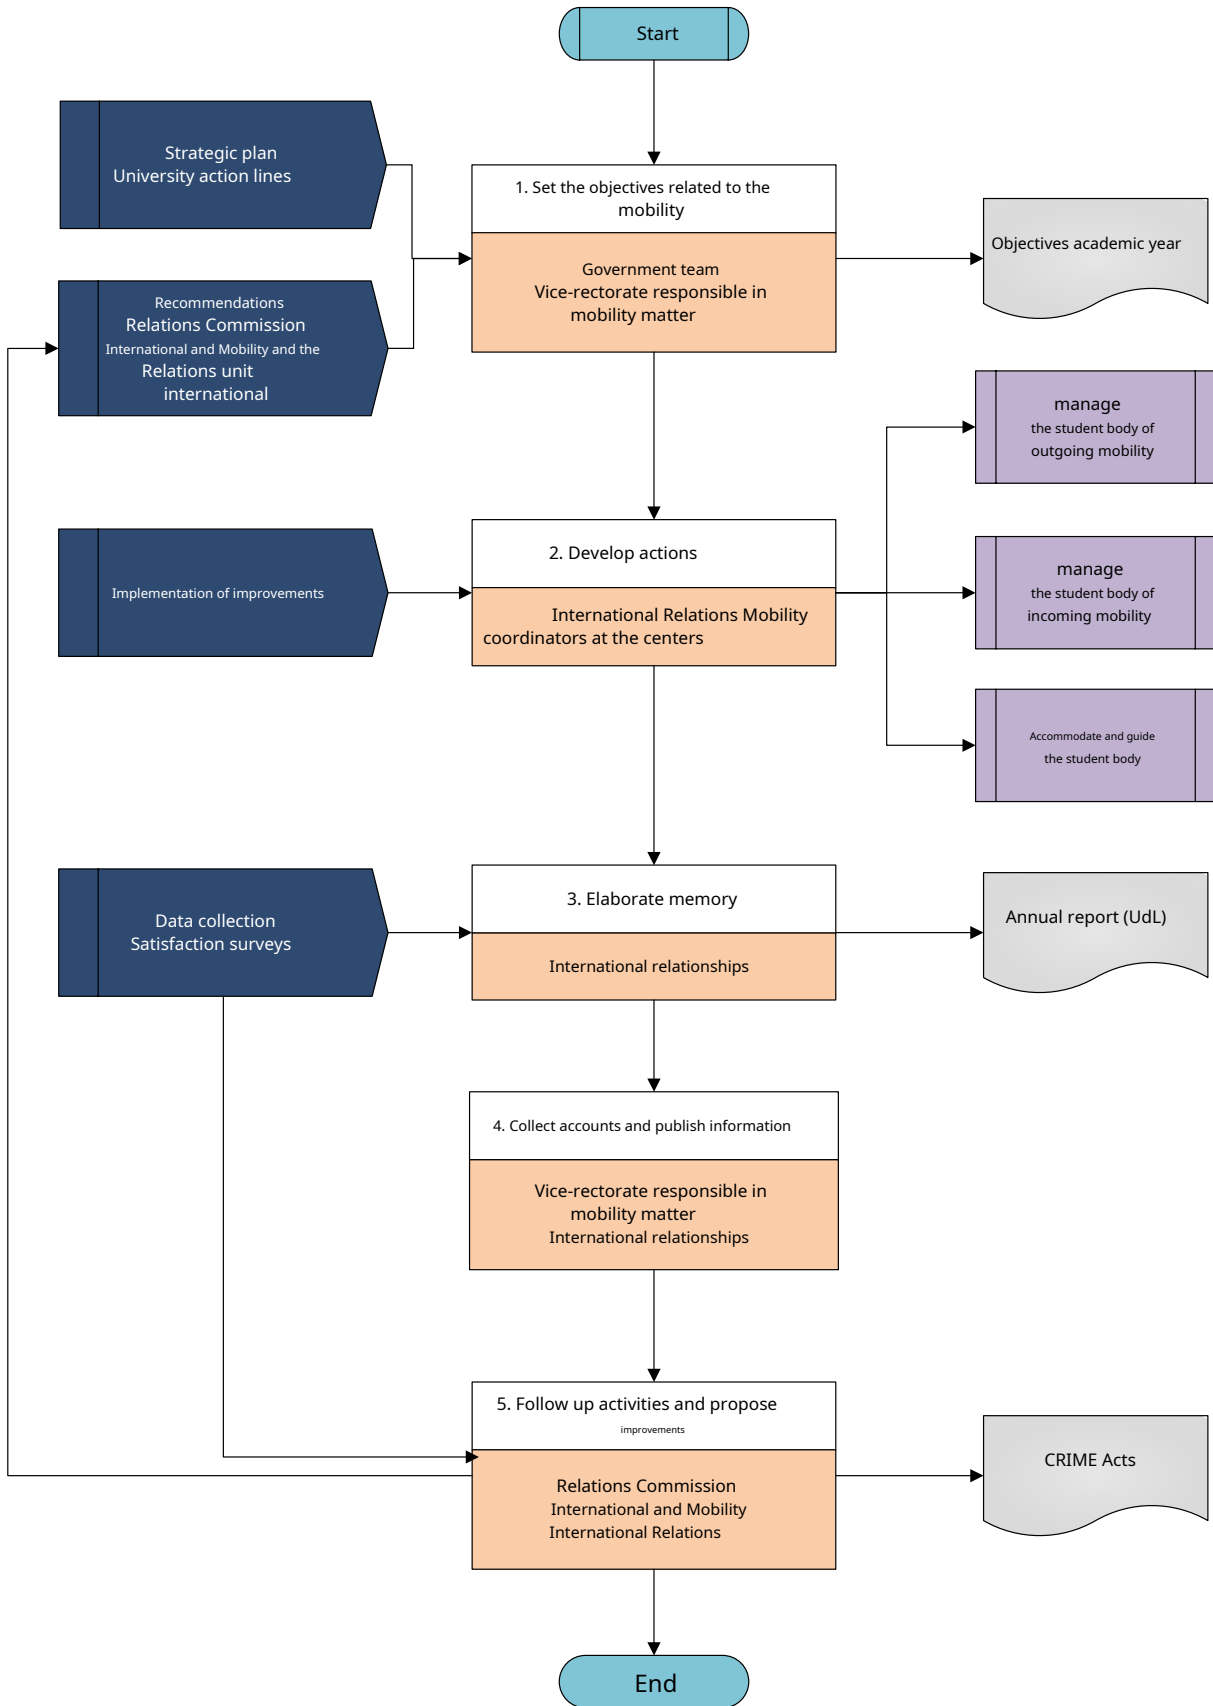 Start
Strategic plan
University action lines
1. Set the objectives related to the
mobility
Government team
Vice-rectorate responsible in
mobility matter
Objectives academic year
Recommendations
Relations Commission
International and Mobility and the
Relations unit
international
manage
the student body of
outgoing mobility
2. Develop actions
International Relations Mobility
coordinators at the centers
Implementation of improvements
manage
the student body of
incoming mobility
Accommodate and guide
the student body
Data collection
Satisfaction surveys
3. Elaborate memory
International relationships
Annual report (UdL)
4. Collect accounts and publish information
Vice-rectorate responsible in
mobility matter
International relationships
5. Follow up activities and propose
improvements
Relations Commission
International and Mobility
International Relations
CRIME Acts
End